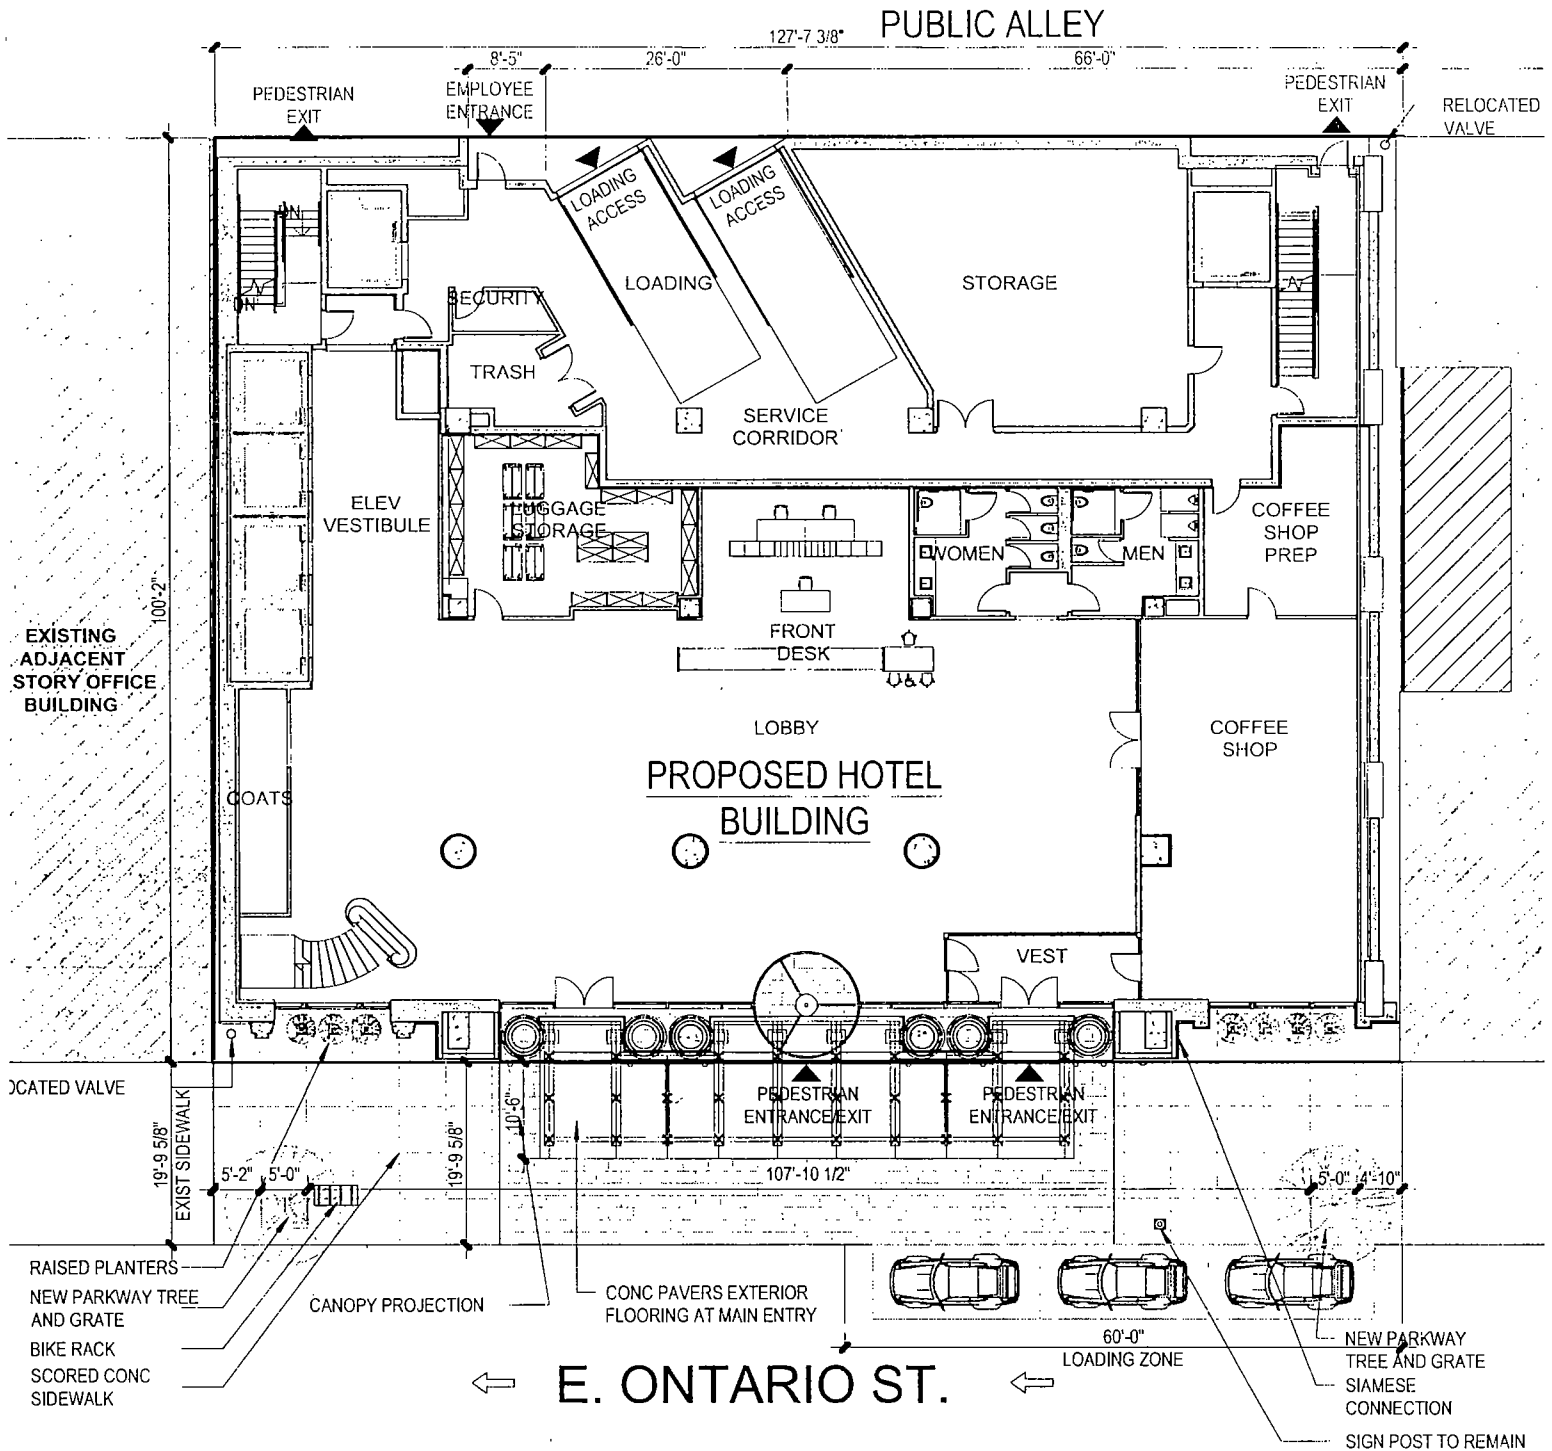 PUBLIC ALLEY
127'-7 3/8"
8'-5"
26'-0"
66'-0"
PEDESTRIAN
EXIT
EMPLOYEE
ENTRANCE
PEDESTRIAN
EXIT
RELOCATED
VALVE
LOADING
ACCESS
LOADING
ACCESS
DN
DN
SECURITY
LOADING
STORAGE
TRASH
SERVICE
CORRIDOR
ELEV
VESTIBULE
LUGGAGE
STORAGE
WOMEN
MEN
COFFEE
SHOP
PREP
100'-2"
EXISTING
ADJACENT
STORY OFFICE
BUILDING
FRONT
DESK
LOBBY
COFFEE
SHOP
PROPOSED HOTEL
BUILDING
COATS
VEST
OCATED VALVE
PEDESTRIAN
ENTRANCE/EXIT
PEDESTRIAN
ENTRANCE/EXIT
19'-9 5/8"
EXIST SIDEWALK
19'-9 5/8"
10'-6"
5'-2"
5'-0"
107'-10 1/2"
5'-0"
4'-10"
RAISED PLANTERS
NEW PARKWAY TREE
AND GRATE
BIKE RACK
SCORED CONC
SIDEWALK
CANOPY PROJECTION
CONC PAVERS EXTERIOR
FLOORING AT MAIN ENTRY
60'-0"
LOADING ZONE
E. ONTARIO ST.
NEW PARKWAY
TREE AND GRATE
SIAMESE
CONNECTION
SIGN POST TO REMAIN